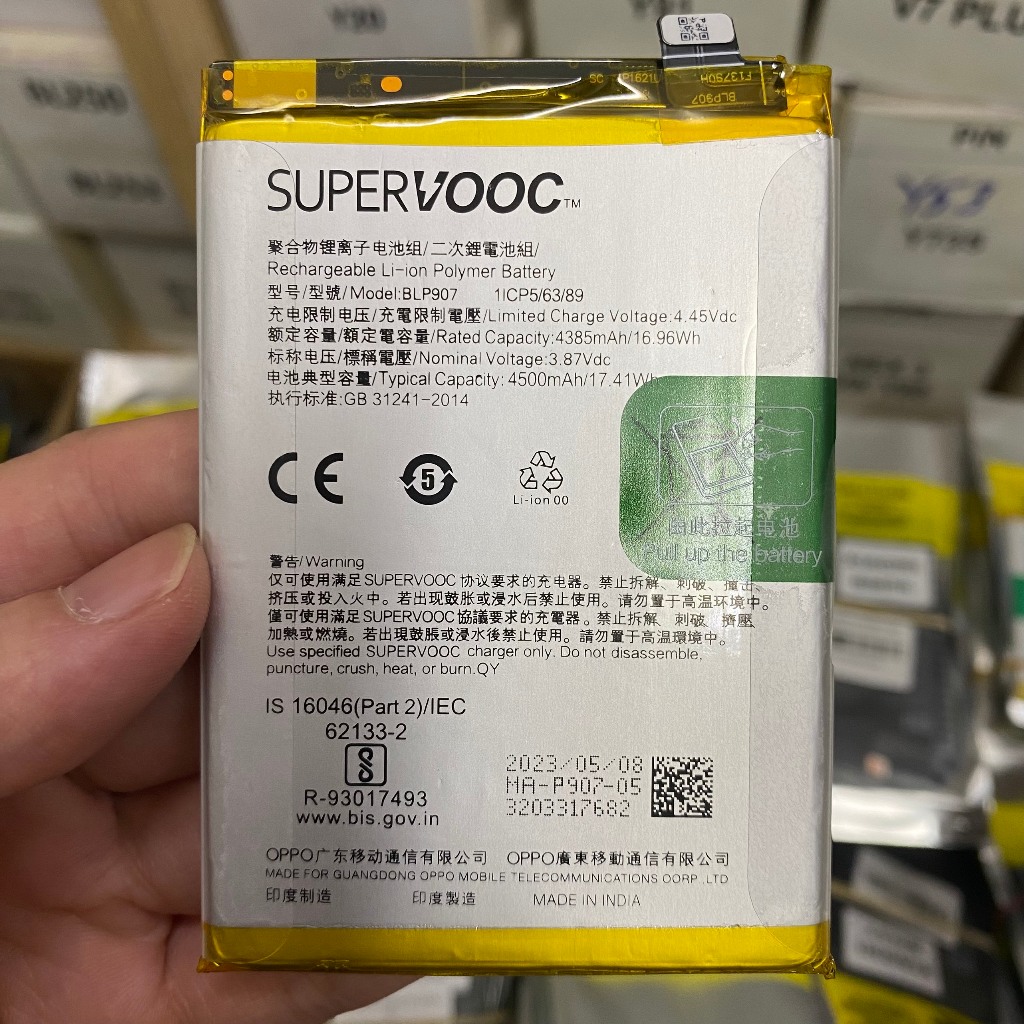 SUPERVOOC™
聚合物锂离子电池组/二次鋰電池組/
Rechargeable Li-ion Polymer Battery
型号/型號/Model:BLP907 1ICP5/63/89
充电限制电压/充電限制電壓/Limited Charge Voltage:4.45Vdc
额定容量/額定電容量/Rated Capacity:4385mAh/16.96Wh
标称电压/標稱電壓/Nominal Voltage:3.87Vdc
电池典型容量/Typical Capacity: 4500mAh/17.41Wh
执行标准:GB 31241-2014
CE
5
Li-ion 00
由此拉起电池
Pull up the battery
警告/Warning
仅可使用满足SUPERVOOC协议要求的充电器。禁止拆解、刺破、撞击、
挤压或投入火中。若出现鼓胀或浸水后禁止使用。请勿置于高温环境中。
僅可使用滿足SUPERVOOC協議要求的充電器。禁止拆解、刺破、擠壓、
加熱或燃燒。若出現鼓脹或浸水後禁止使用。請勿置于高溫環境中。
Use specified SUPERVOOC charger only. Do not disassemble,
puncture, crush, heat, or burn.QY
IS 16046(Part 2)/IEC
62133-2
R-93017493
www.bis.gov.in
2023/05/08
MA-P907-05
3203317682
OPPO广东移动通信有限公司 OPPO廣東移動通信有限公司
MADE FOR GUANGDONG OPPO MOBILE TELECOMMUNICATIONS CORP.,LTD
印度制造 印度製造 MADE IN INDIA
BLP907
F13790H
V7 PLU
Y53